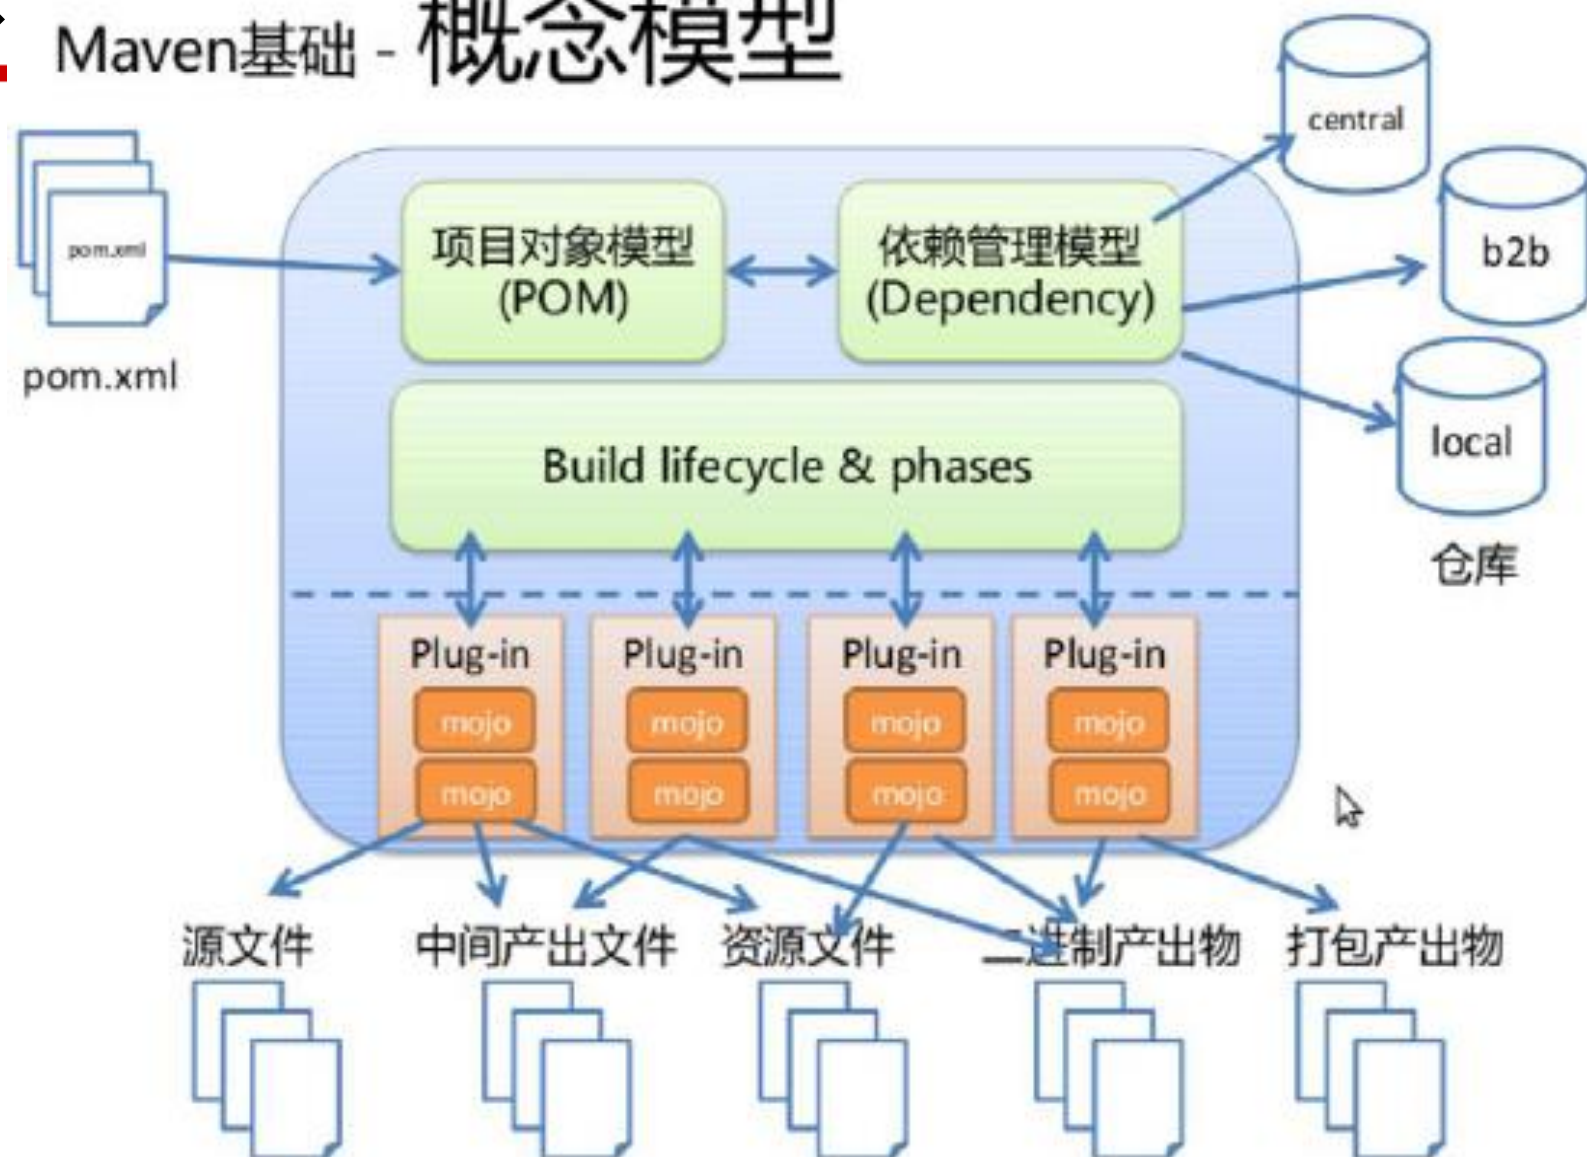 Maven基础 - 概念模型
central
pom.xml
项目对象模型
(POM)
依赖管理模型
(Dependency)
b2b
pom.xml
Build lifecycle & phases
local
仓库
Plug-in
Plug-in
Plug-in
Plug-in
mojo
mojo
mojo
mojo
mojo
mojo
mojo
mojo
源文件
中间产出文件
资源文件
二进制产出物
打包产出物